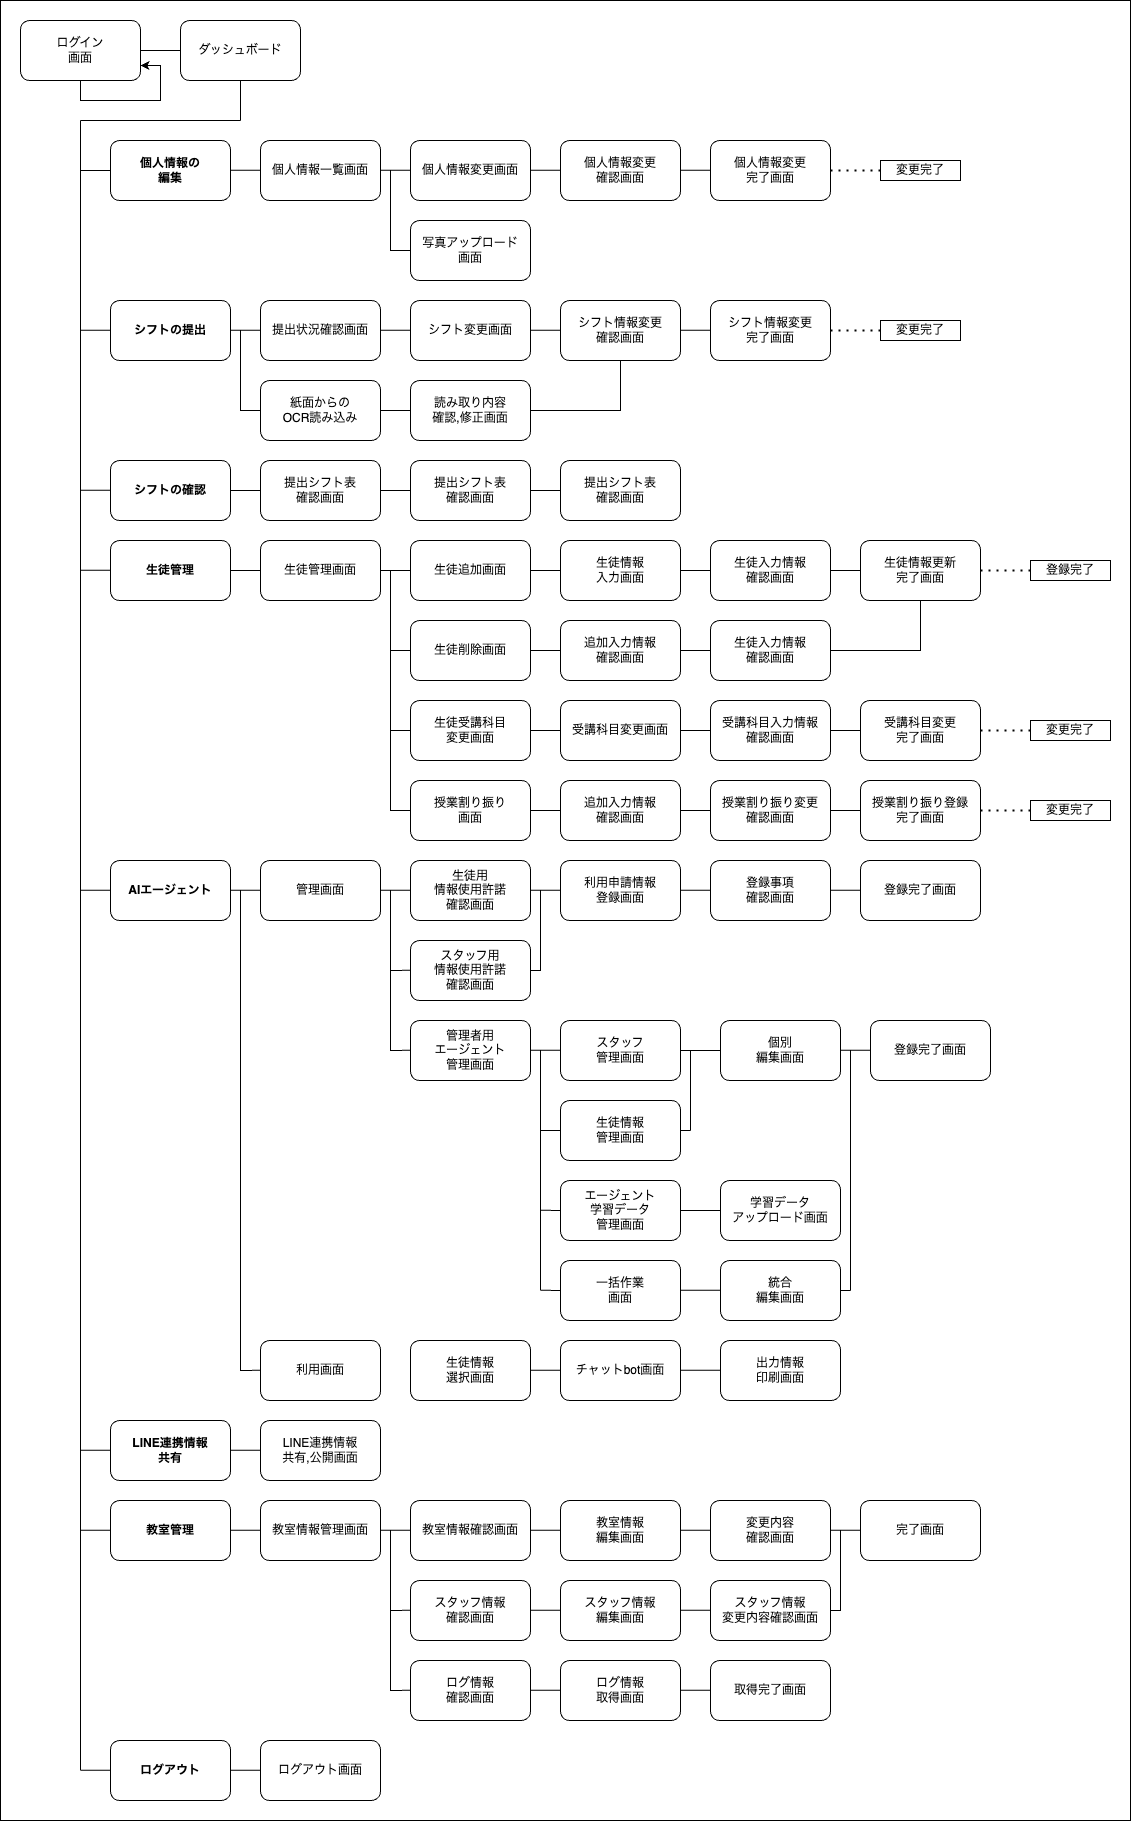 ログイン
画面
ダッシュボード
個人情報の
編集
個人情報一覧画面
個人情報変更画面
個人情報変更
確認画面
個人情報変更
完了画面
変更完了
写真アップロード
画面
シフトの提出
提出状況確認画面
シフト変更画面
シフト情報変更
確認画面
シフト情報変更
完了画面
変更完了
紙面からの
OCR読み込み
読み取り内容
確認,修正画面
シフトの確認
提出シフト表
確認画面
提出シフト表
確認画面
提出シフト表
確認画面
生徒管理
生徒管理画面
生徒追加画面
生徒情報
入力画面
生徒入力情報
確認画面
生徒情報更新
完了画面
登録完了
生徒削除画面
追加入力情報
確認画面
生徒入力情報
確認画面
生徒受講科目
変更画面
受講科目変更画面
受講科目入力情報
確認画面
受講科目変更
完了画面
変更完了
授業割り振り
画面
追加入力情報
確認画面
授業割り振り変更
確認画面
授業割り振り登録
完了画面
変更完了
AIエージェント
管理画面
生徒用
情報使用許諾
確認画面
利用申請情報
登録画面
登録事項
確認画面
登録完了画面
スタッフ用
情報使用許諾
確認画面
管理者用
エージェント
管理画面
スタッフ
管理画面
個別
編集画面
登録完了画面
生徒情報
管理画面
エージェント
学習データ
管理画面
学習データ
アップロード画面
一括作業
画面
統合
編集画面
利用画面
生徒情報
選択画面
チャットbot画面
出力情報
印刷画面
LINE連携情報
共有
LINE連携情報
共有,公開画面
教室管理
教室情報管理画面
教室情報確認画面
教室情報
編集画面
変更内容
確認画面
完了画面
スタッフ情報
確認画面
スタッフ情報
編集画面
スタッフ情報
変更内容確認画面
ログ情報
確認画面
ログ情報
取得画面
取得完了画面
ログアウト
ログアウト画面